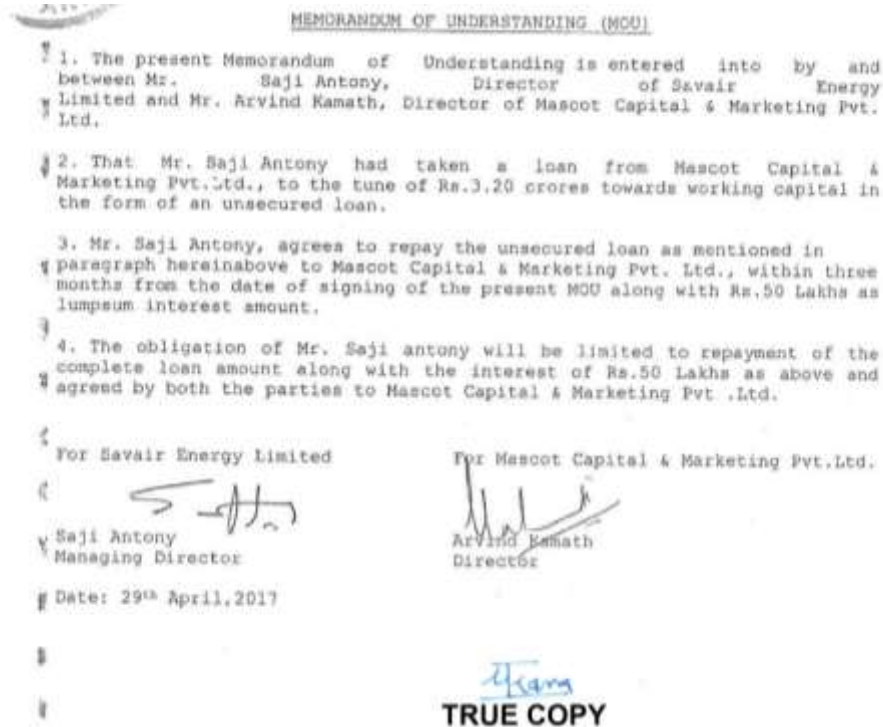 MEMORANDUM OF UNDERSTANDING (MOU)
1. The present Memorandum of Understanding is entered into by and
between Mr. Saji Antony, Director of Savair Energy
Limited and Mr. Arvind Kamath, Director of Mascot Capital & Marketing Pvt.
Ltd.
2. That Mr. Saji Antony had taken a loan from Mascot Capital &
Marketing Pvt.Ltd., to the tune of Rs.3.20 crores towards working capital in
the form of an unsecured loan.
3. Mr. Saji Antony, agrees to repay the unsecured loan as mentioned in
paragraph hereinabove to Mascot Capital & Marketing Pvt. Ltd., within three
months from the date of signing of the present MOU along with Rs.50 Lakhs as
lumpsum interest amount.
4. The obligation of Mr. Saji antony will be limited to repayment of the
complete loan amount along with the interest of Rs.50 Lakhs as above and
agreed by both the parties to Mascot Capital & Marketing Pvt .Ltd.
For Savair Energy Limited
For Mascot Capital & Marketing Pvt.Ltd.
Saji Antony
Managing Director
Arvind Kamath
Director
Date: 29th April,2017
TRUE COPY